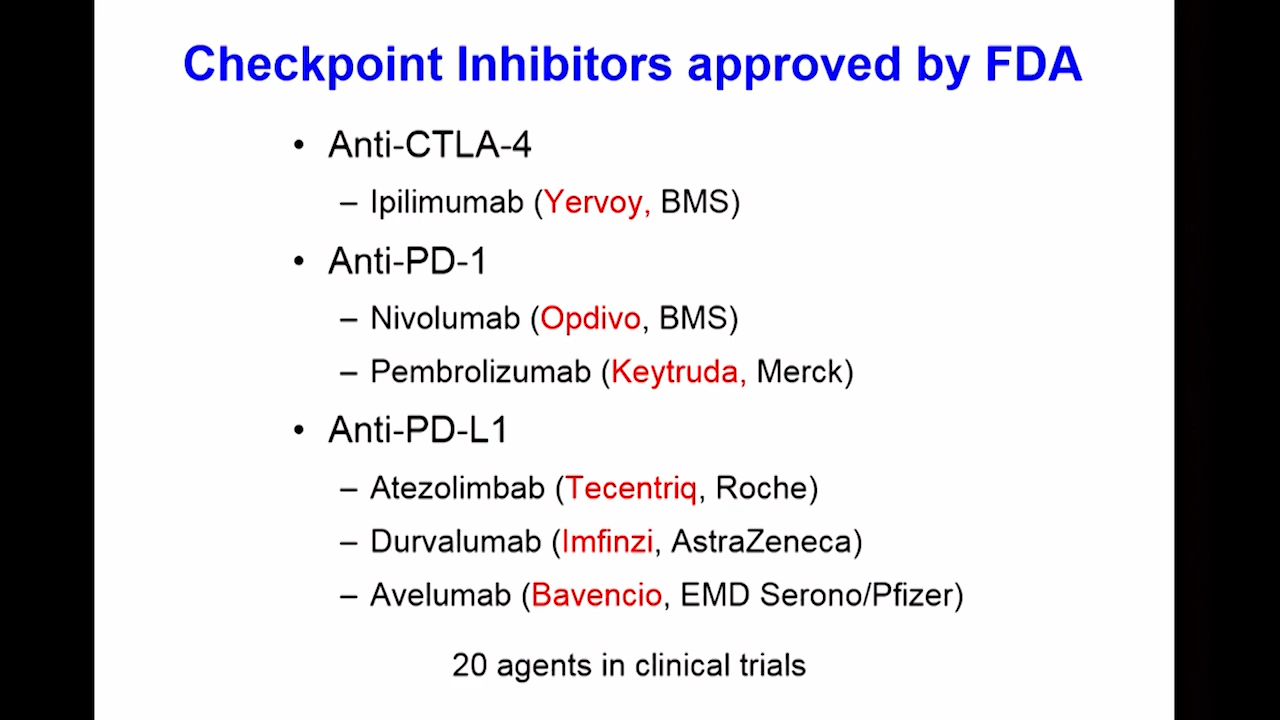 Checkpoint Inhibitors approved by FDA
• Anti-CTLA-4
– Ipilimumab (Yervoy, BMS)
• Anti-PD-1
– Nivolumab (Opdivo, BMS)
– Pembrolizumab (Keytruda, Merck)
• Anti-PD-L1
– Atezolimbab (Tecentriq, Roche)
– Durvalumab (Imfinzi, AstraZeneca)
– Avelumab (Bavencio, EMD Serono/Pfizer)
20 agents in clinical trials